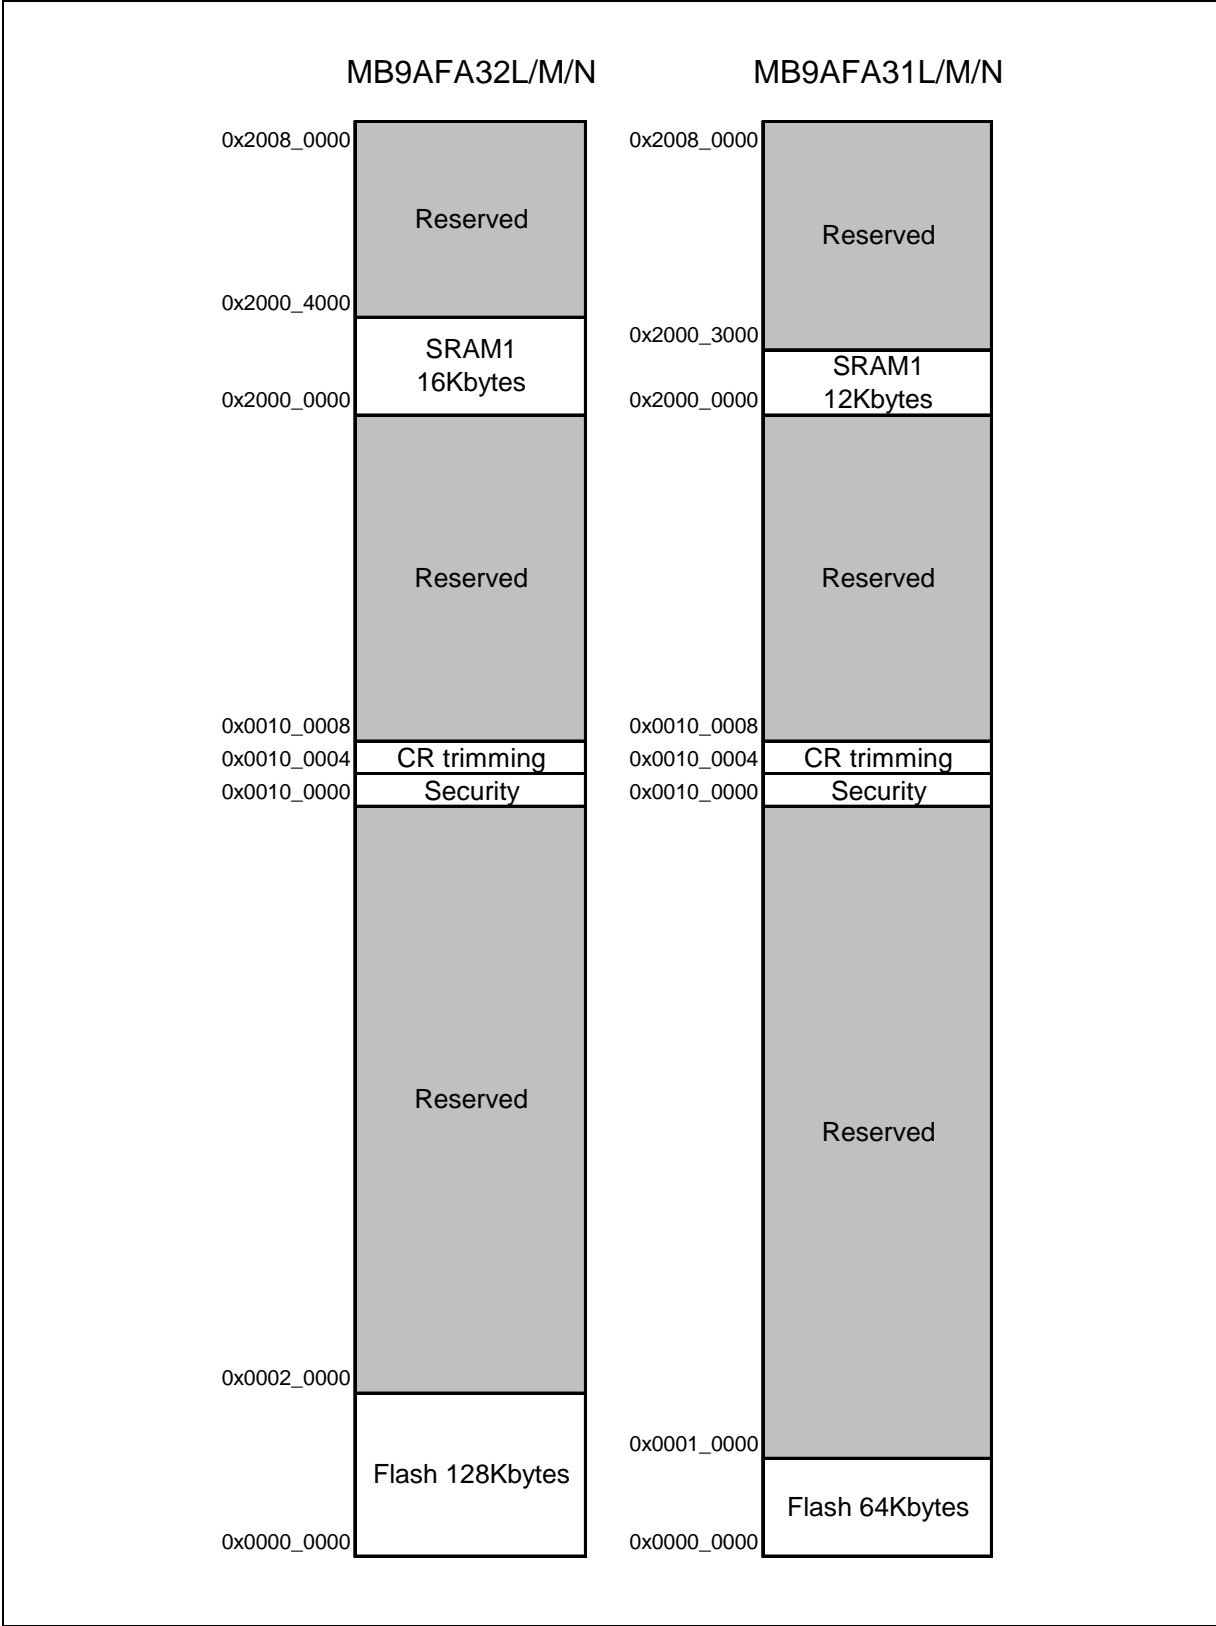 MB9AFA32L/M/N
0x2008_0000
Reserved
0x2000_4000
SRAM1
16Kbytes
0x2000_0000
Reserved
0x0010_0008
0x0010_0004 CR trimming
0x0010_0000 Security
Reserved
0x0002_0000
Flash 128Kbytes
0x0000_0000
MB9AFA31L/M/N
0x2008_0000
Reserved
0x2000_3000
SRAM1
12Kbytes
0x2000_0000
Reserved
0x0010_0008
0x0010_0004 CR trimming
0x0010_0000 Security
Reserved
0x0001_0000
Flash 64Kbytes
0x0000_0000